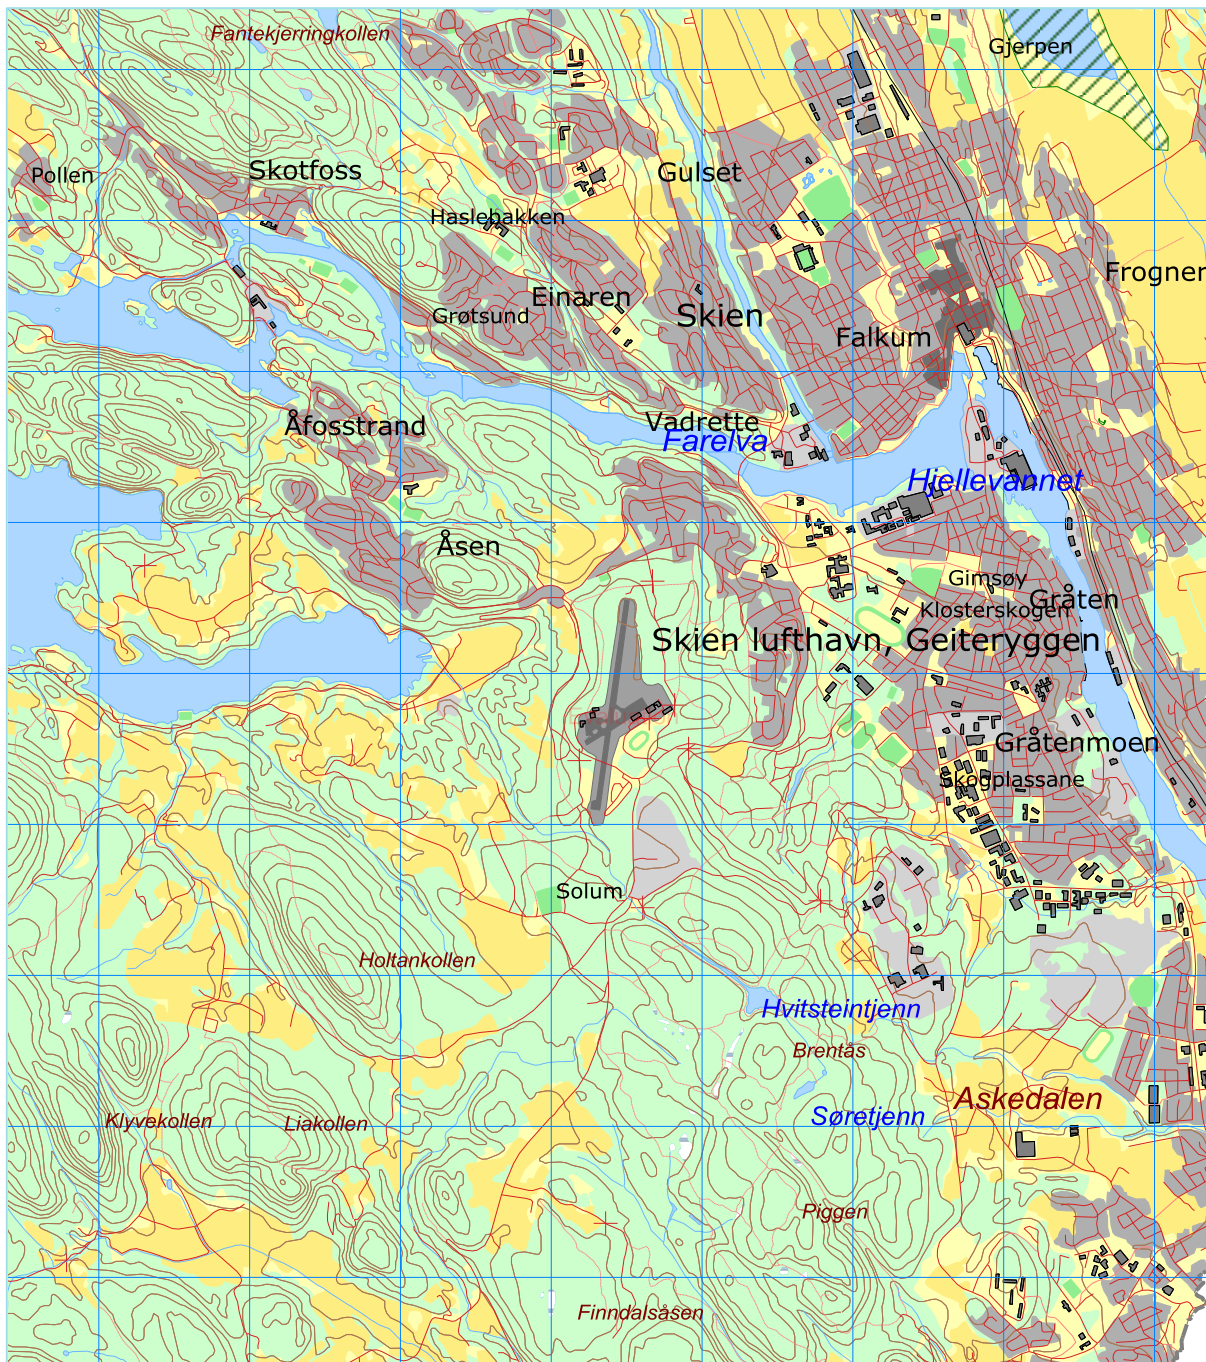 Fantekjerringkollen
Gjerpen
Pollen
Skotfoss
Gulset
Haslebakken
Frogner
Einaren
Grøtsund
Skien
Falkum
Åfosstrand
Vadrette
Farelva
Hjellevannet
Åsen
Gimsøy
Gråten
Klosterskogen
Skien lufthavn, Geiteryggen
Gråtenmoen
Skogplassane
Solum
Holtankollen
Hvitsteintjenn
Brentås
Askedalen
Klyvekollen
Liakollen
Søretjenn
Piggen
Finndalsåsen